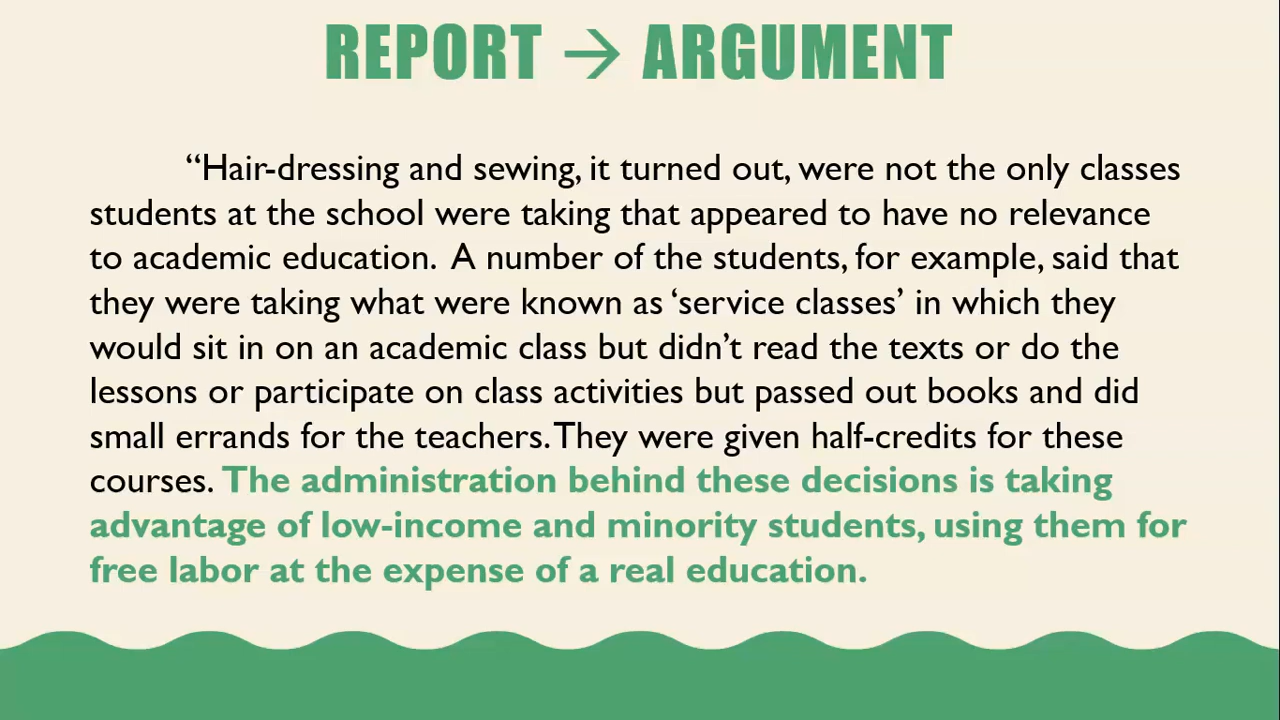 REPORT → ARGUMENT
“Hair-dressing and sewing, it turned out, were not the only classes
students at the school were taking that appeared to have no relevance
to academic education. A number of the students, for example, said that
they were taking what were known as ‘service classes’ in which they
would sit in on an academic class but didn’t read the texts or do the
lessons or participate on class activities but passed out books and did
small errands for the teachers. They were given half-credits for these
courses. The administration behind these decisions is taking
advantage of low-income and minority students, using them for
free labor at the expense of a real education.